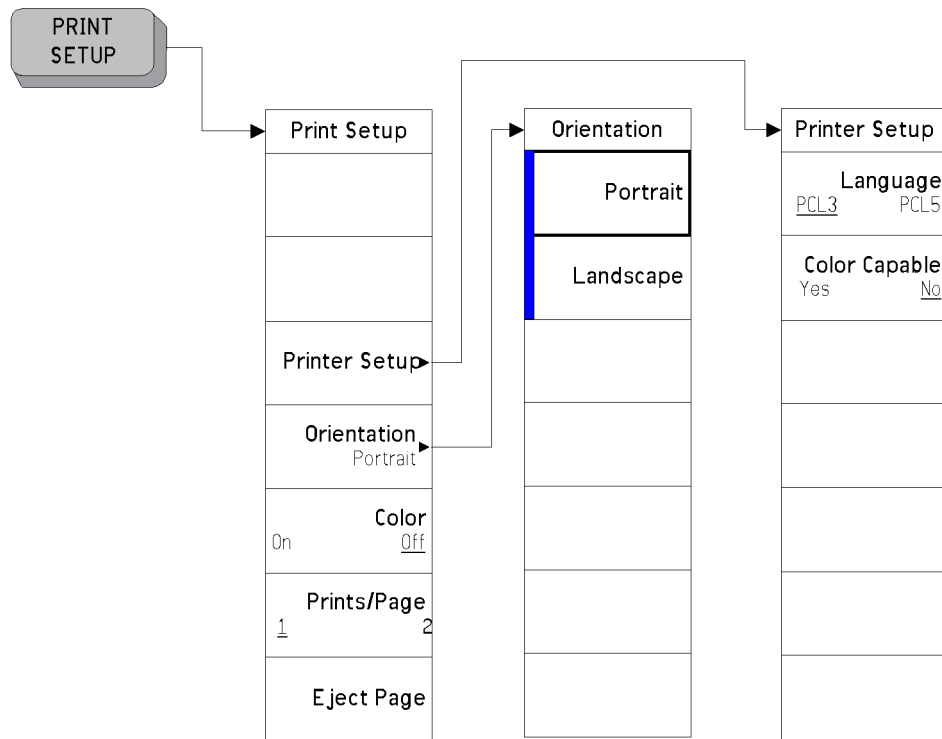 PRINT
SETUP
Print Setup
Printer Setup
Orientation
Portrait
Color
On Off
Prints/Page
1 2
Eject Page
Orientation
Portrait
Landscape
Printer Setup
Language
PCL3 PCL5
Color Capable
Yes No